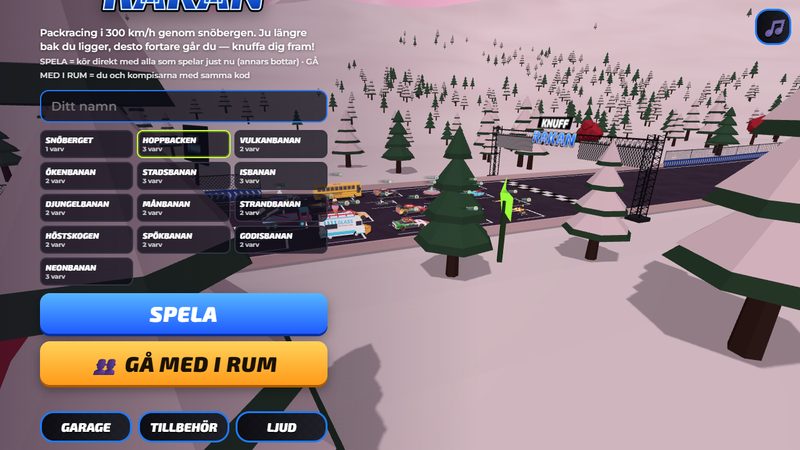 RAKAN
Packracing i 300 km/h genom snöbergen. Ju längre
bak du ligger, desto fortare går du — knuffa dig fram!
SPELA = kör direkt med alla som spelar just nu (annars bottar) · GÅ
MED I RUM = du och kompisarna med samma kod
Ditt namn
SNÖBERGET
1 varv
HOPPBACKEN
3 varv
VULKANBANAN
2 varv
ÖKENBANAN
2 varv
STADSBANAN
3 varv
ISBANAN
3 varv
DJUNGELBANAN
2 varv
MÅNBANAN
2 varv
STRANDBANAN
2 varv
HÖSTSKOGEN
2 varv
SPÖKBANAN
2 varv
GODISBANAN
2 varv
NEONBANAN
3 varv
SPELA
GÅ MED I RUM
GARAGE
TILLBEHÖR
LJUD
KNUFF
RAKAN